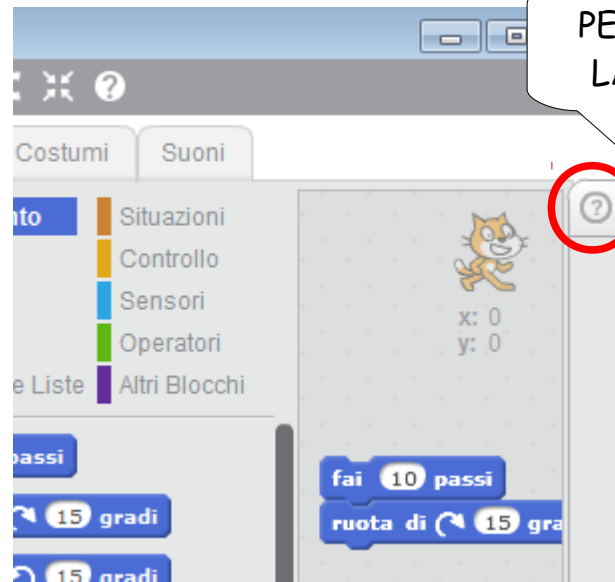 PE
LA
?
Costumi Suoni
?
nto Situazioni
Controllo
x: 0
Sensori
y: 0
Operatori
e Liste Altri Blocchi
passi
fai 10 passi
15 gradi
ruota di 15 gra
15 gradi